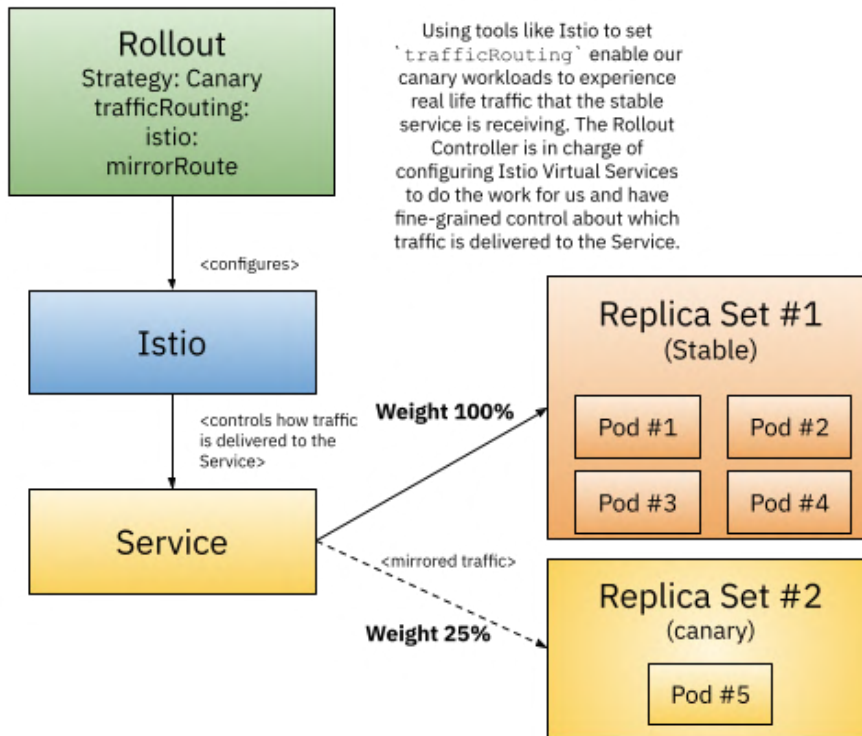 Rollout
Strategy: Canary
trafficRouting:
istio:
mirrorRoute
Using tools like Istio to set
`trafficRouting` enable our
canary workloads to experience
real life traffic that the stable
service is receiving. The Rollout
Controller is in charge of
configuring Istio Virtual Services
to do the work for us and have
fine-grained control about which
traffic is delivered to the Service.
<configures>
Istio
<controls how traffic
is delivered to the
Service>
Service
Weight 100%
Replica Set #1
(Stable)
Pod #1
Pod #2
Pod #3
Pod #4
<mirrored traffic>
Weight 25%
Replica Set #2
(canary)
Pod #5